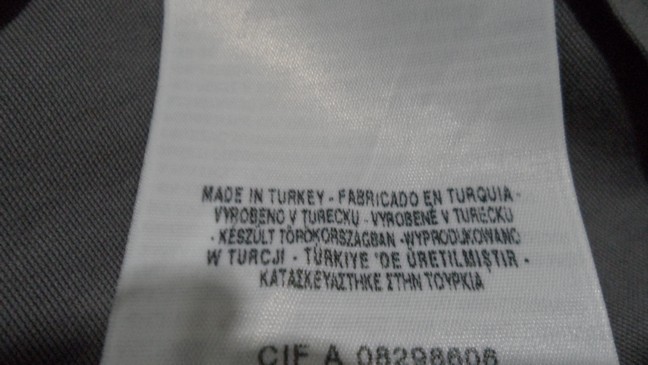 MADE IN TURKEY - FABRICADO EN TURQUIA -
VYROBENO V TURECKU - VYROBENÉ V TURECKU
- KÉSZÜLT TÖRÖKORSZÁGBAN -WYPRODUKOWANO
W TURCJI - TÜRKIYE 'DE ÜRETILMIŞTIR -
ΚΑΤΑΣΚΕΥΑΣΤΗΚΕ ΣΤΗΝ ΤΟΥΡΚΙΑ
CIF A 08298606